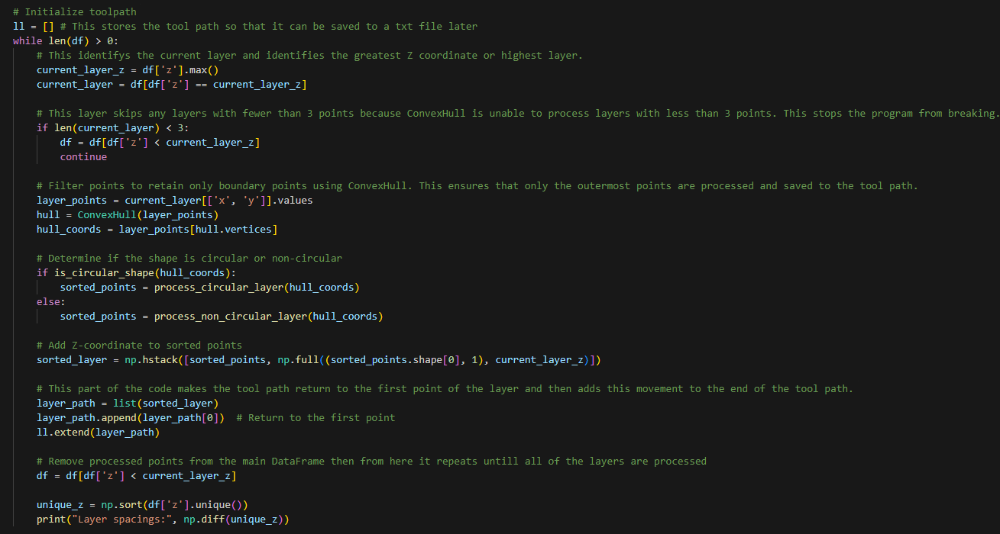 # Initialize toolpath
ll = [] # This stores the tool path so that it can be saved to a txt file later
while len(df) > 0:
    # This identifys the current layer and identifies the greatest Z coordinate or highest layer.
    current_layer_z = df['z'].max()
    current_layer = df[df['z'] == current_layer_z]

    # This layer skips any layers with fewer than 3 points because ConvexHull is unable to process layers with less than 3 points. This stops the program from breaking.
    if len(current_layer) < 3:
        df = df[df['z'] < current_layer_z]
        continue

    # Filter points to retain only boundary points using ConvexHull. This ensures that only the outermost points are processed and saved to the tool path.
    layer_points = current_layer[['x', 'y']].values
    hull = ConvexHull(layer_points)
    hull_coords = layer_points[hull.vertices]

    # Determine if the shape is circular or non-circular
    if is_circular_shape(hull_coords):
        sorted_points = process_circular_layer(hull_coords)
    else:
        sorted_points = process_non_circular_layer(hull_coords)

    # Add Z-coordinate to sorted points
    sorted_layer = np.hstack([sorted_points, np.full((sorted_points.shape[0], 1), current_layer_z)])

    # This part of the code makes the tool path return to the first point of the layer and then adds this movement to the end of the tool path.
    layer_path = list(sorted_layer)
    layer_path.append(layer_path[0])  # Return to the first point
    ll.extend(layer_path)

    # Remove processed points from the main DataFrame then from here it repeats untill all of the layers are processed
    df = df[df['z'] < current_layer_z]

    unique_z = np.sort(df['z'].unique())
    print("Layer spacings:", np.diff(unique_z))